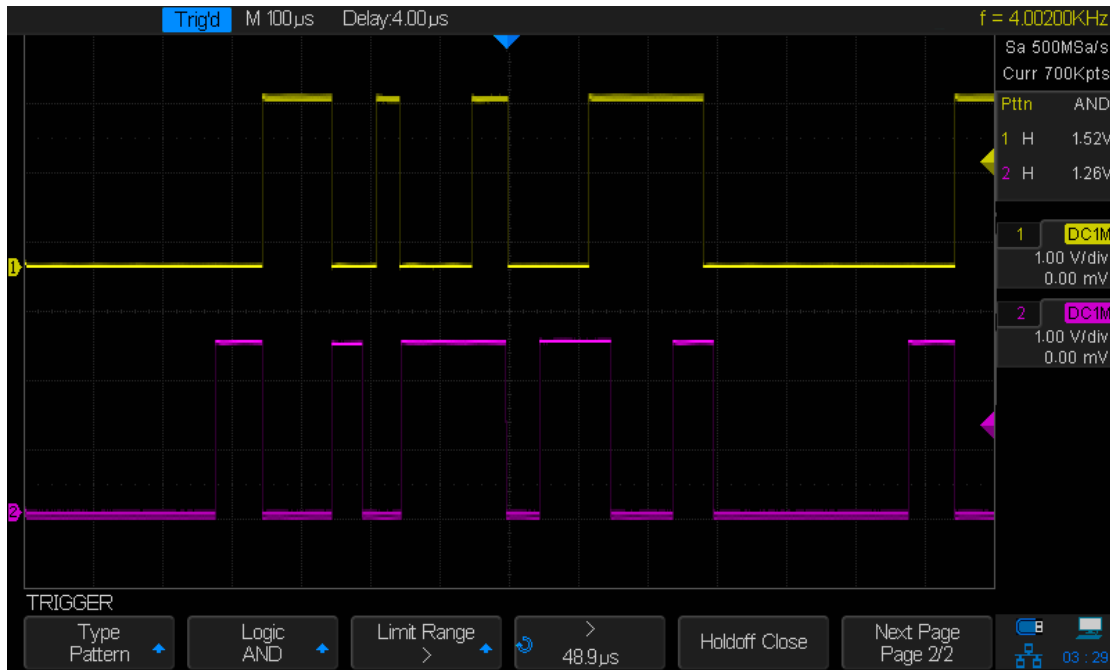 Trig'd M 100µs Delay:4.00µs f = 4.00200KHz
Sa 500MSa/s
Curr 700Kpts
Pttn AND
1 H 1.52V
2 H 1.26V
1 DC1M
1.00 V/div
0.00 mV
2 DC1M
1.00 V/div
0.00 mV
1
2
TRIGGER
Type Logic Limit Range > Holdoff Close Next Page
Pattern AND > 48.9µs Page 2/2
03 : 29